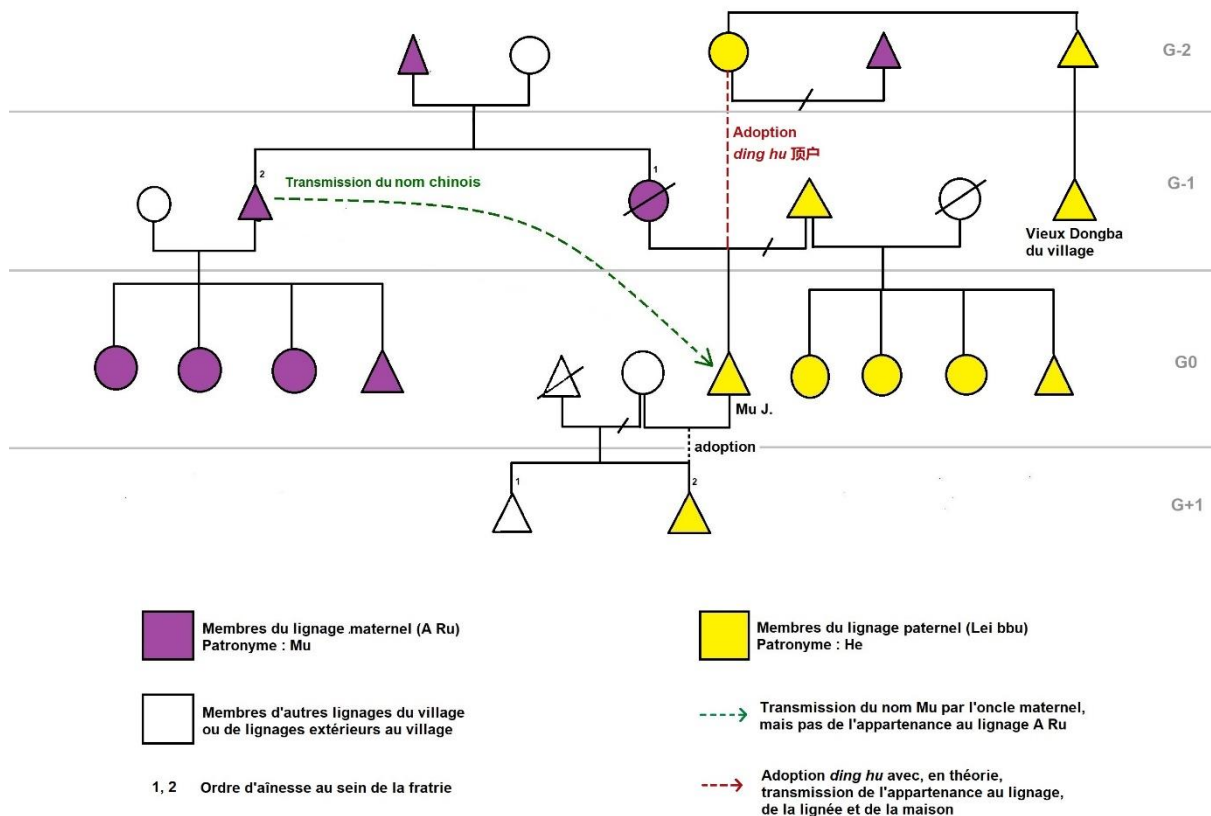 G-2
Adoption
ding hu 顶户
2
Transmission du nom chinois
1
G-1
Vieux Dongba
du village
G0
Mu J.
adoption
1
2
G+1
Membres du lignage maternel (A Ru)
Patronyme : Mu
Membres du lignage paternel (Lei bbu)
Patronyme : He
Membres d'autres lignages du village
ou de lignages extérieurs au village
Transmission du nom Mu par l'oncle maternel,
mais pas de l'appartenance au lignage A Ru
1, 2 Ordre d'aînesse au sein de la fratrie
Adoption ding hu avec, en théorie,
transmission de l'appartenance au lignage,
de la lignée et de la maison